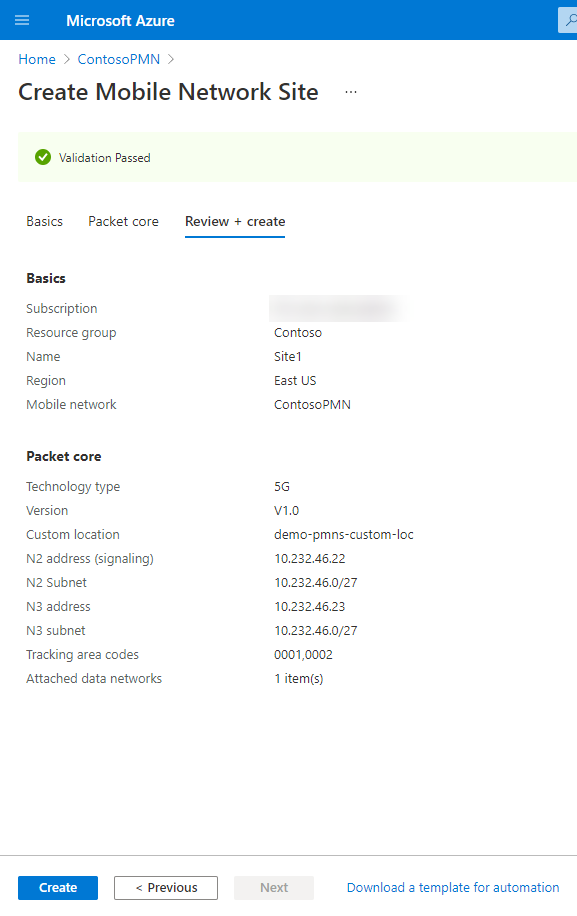 Microsoft Azure
Home > ContosoPMN >
Create Mobile Network Site ...
Validation Passed
Basics Packet core Review + create
Basics
Subscription
Resource group Contoso
Name Site1
Region East US
Mobile network ContosoPMN
Packet core
Technology type 5G
Version V1.0
Custom location demo-pmns-custom-loc
N2 address (signaling) 10.232.46.22
N2 Subnet 10.232.46.0/27
N3 address 10.232.46.23
N3 subnet 10.232.46.0/27
Tracking area codes 0001,0002
Attached data networks 1 item(s)
Create < Previous Next Download a template for automation